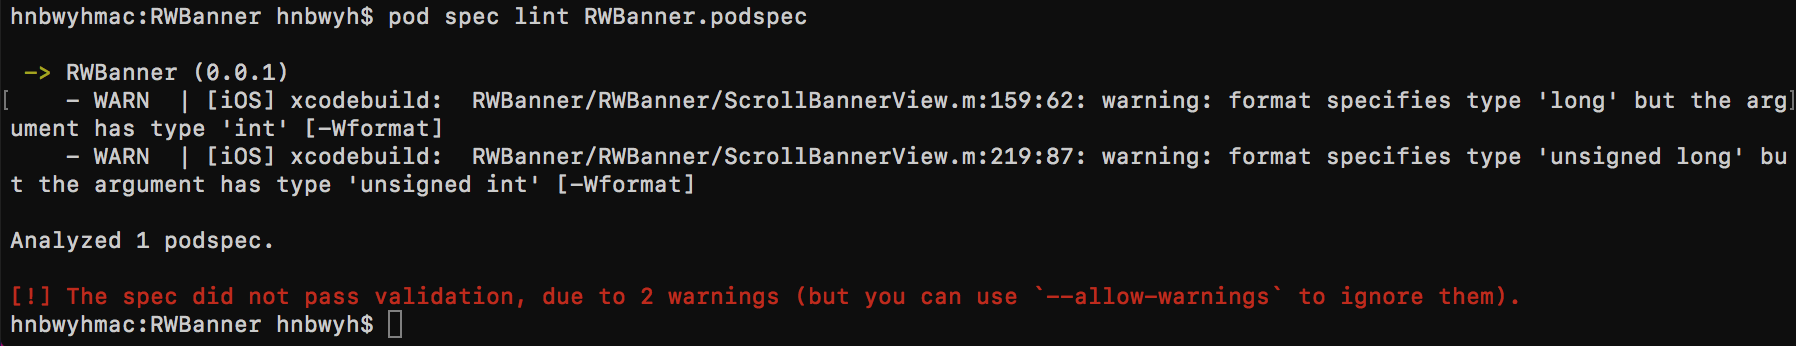 hnbwyhmac:RWBanner hnbwyh$ pod spec lint RWBanner.podspec
-> RWBanner (0.0.1)
[    - WARN  | [iOS] xcodebuild:  RWBanner/RWBanner/ScrollBannerView.m:159:62: warning: format specifies type 'long' but the arg]
ument has type 'int' [-Wformat]
- WARN  | [iOS] xcodebuild:  RWBanner/RWBanner/ScrollBannerView.m:219:87: warning: format specifies type 'unsigned long' bu
t the argument has type 'unsigned int' [-Wformat]
Analyzed 1 podspec.
[!] The spec did not pass validation, due to 2 warnings (but you can use `--allow-warnings` to ignore them).
hnbwyhmac:RWBanner hnbwyh$